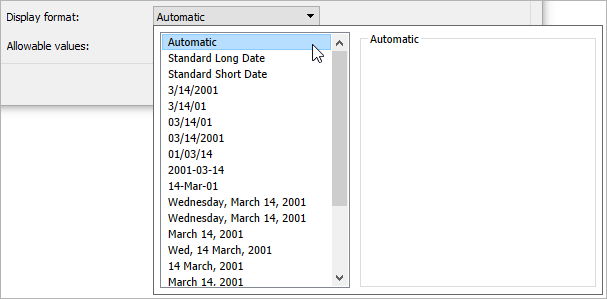 Display format: Automatic
Allowable values:
Automatic
Automatic
Standard Long Date
Standard Short Date
3/14/2001
3/14/01
03/14/01
03/14/2001
01/03/14
2001-03-14
14-Mar-01
Wednesday, March 14, 2001
Wednesday, March 14, 2001
March 14, 2001
Wed, 14 March, 2001
14 March, 2001
March 14, 2001